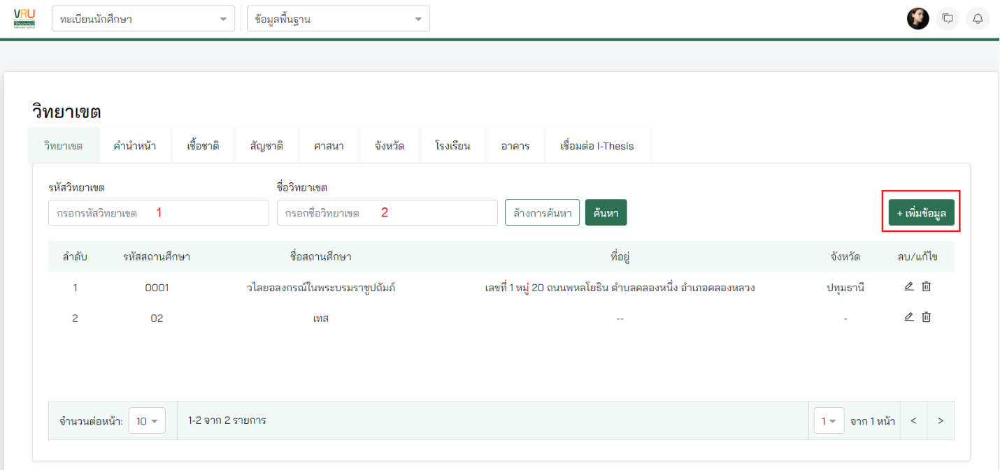 VRU
ทะเบียนนักศึกษา ข้อมูลพื้นฐาน
วิทยาเขต
วิทยาเขต คำนำหน้า เชื้อชาติ สัญชาติ ศาสนา จังหวัด โรงเรียน อาคาร เชื่อมต่อ I-Thesis
รหัสวิทยาเขต ชื่อวิทยาเขต
กรอกรหัสวิทยาเขต 1 กรอกชื่อวิทยาเขต 2 ล้างการค้นหา ค้นหา + เพิ่มข้อมูล
ลำดับ รหัสสถานศึกษา ชื่อสถานศึกษา ที่อยู่ จังหวัด ลบ/แก้ไข
1 0001 วไลยอลงกรณ์ในพระบรมราชูปถัมภ์ เลขที่ 1 หมู่ 20 ถนนพหลโยธิน ตำบลคลองหนึ่ง อำเภอคลองหลวง ปทุมธานี
2 02 เทส -- -
จำนวนต่อหน้า: 10 1-2 จาก 2 รายการ 1 จาก 1 หน้า < >